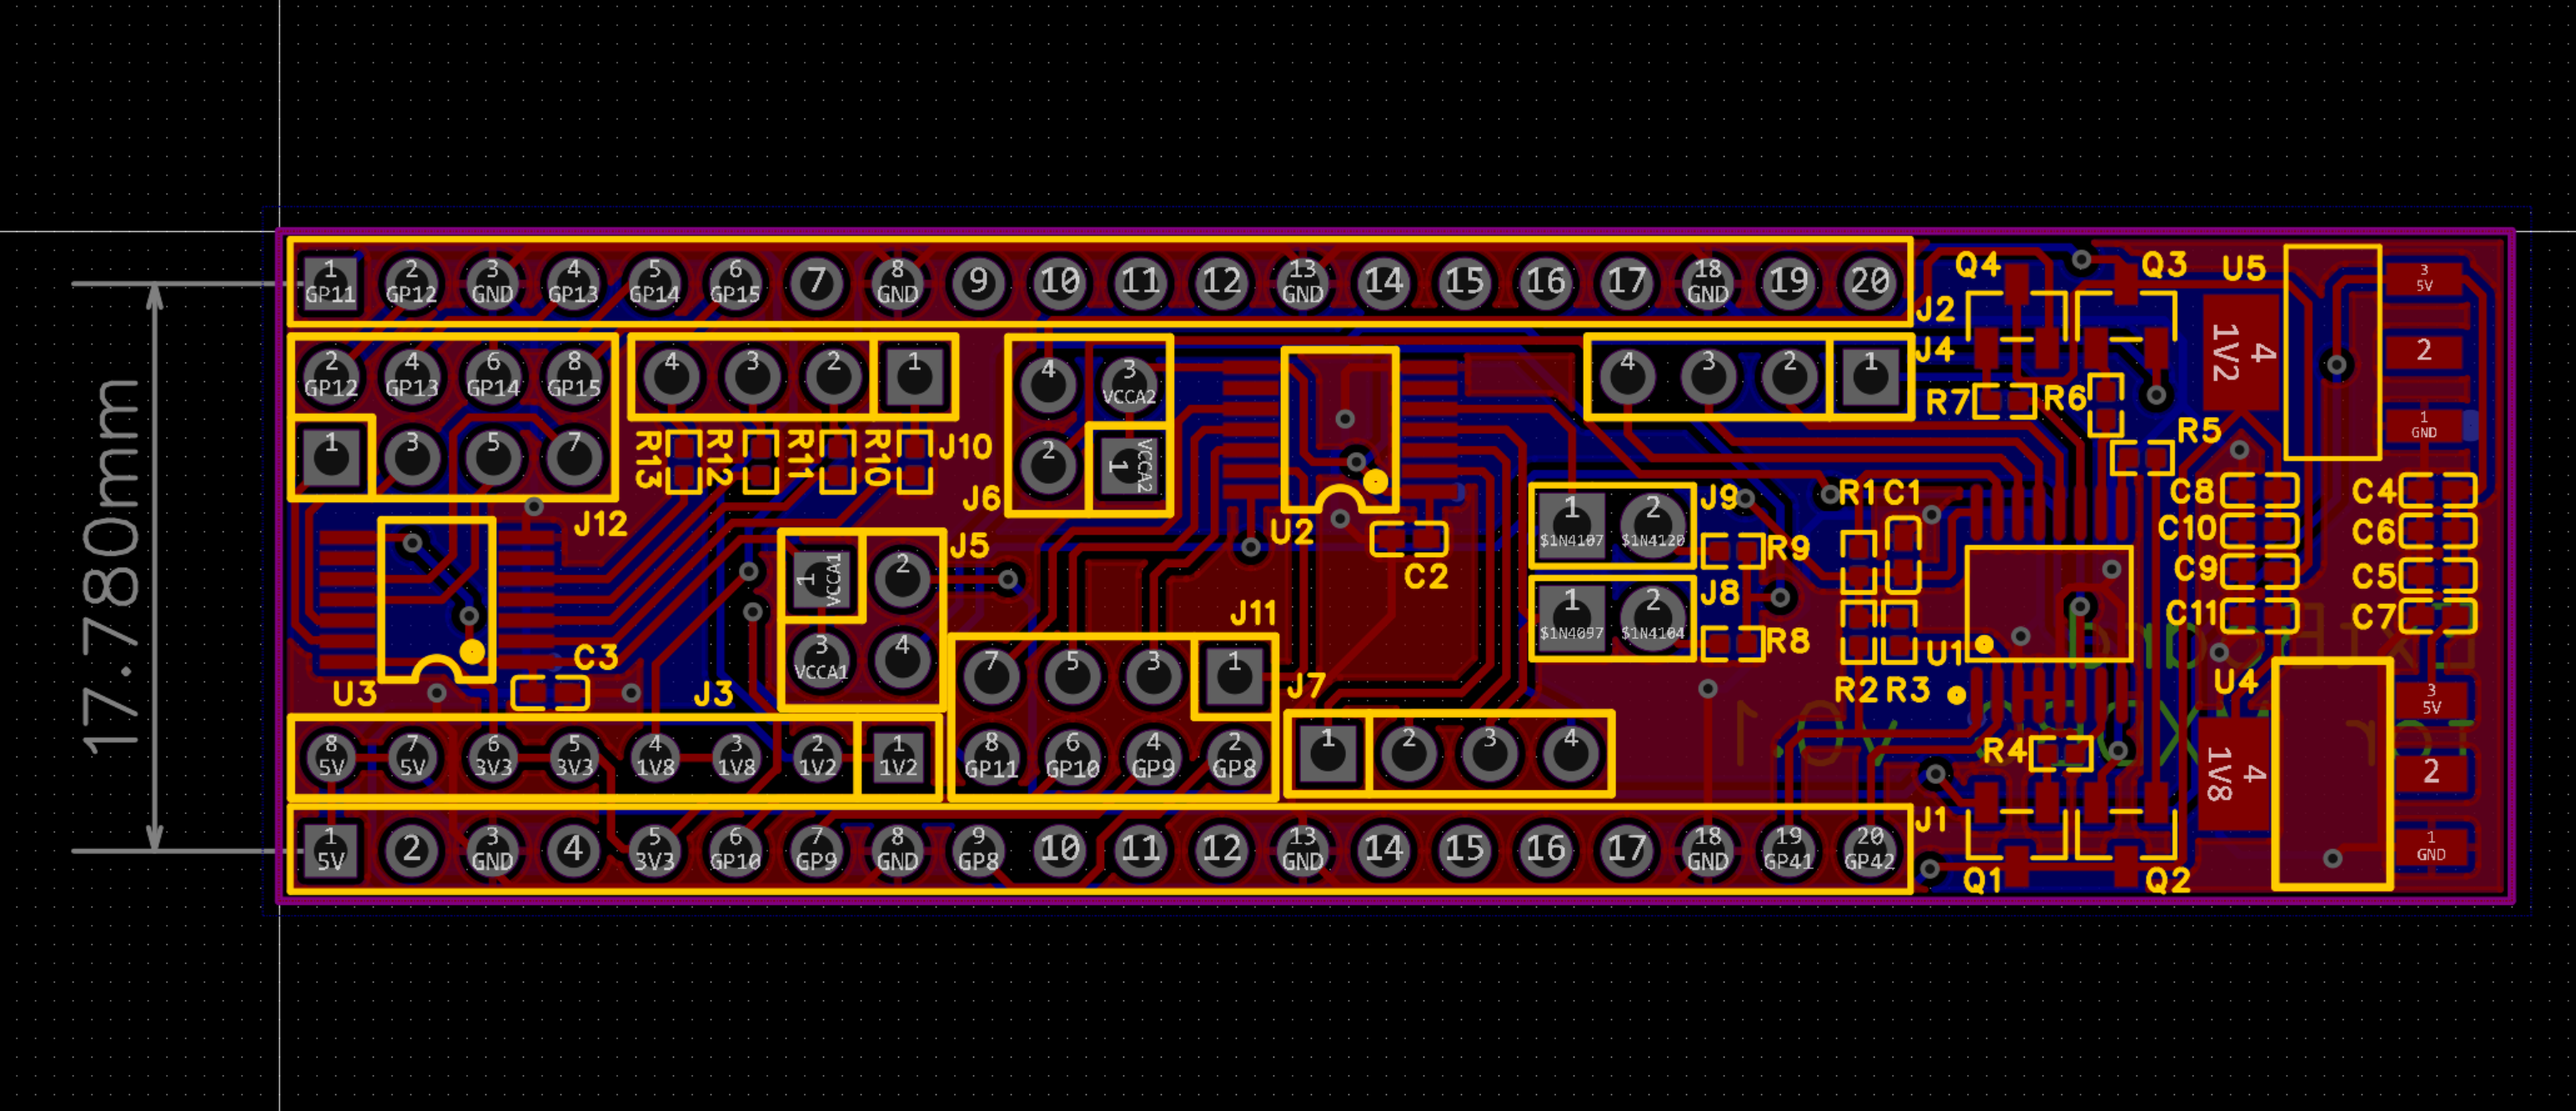 17.780mm
1 2 3 4 5 6 7 8 9 10 11 12 13 14 15 16 17 18 19 20
GP11 GP12 GND GP13 GP14 GP15 GND GND GND
J2
Q4 Q3 U5
3
5V
2
1
GND
4
1V2
2 4 6 8
GP12 GP13 GP14 GP15
1 3 5 7
J12
4 3 2 1
R13 R12 R11 R10 J10
4 3
VCCA2
2 1
VCCA2
J6
U2
C2
4 3 2 1
J4
R7 R6
R5
1 2
$1N4107 $1N4120
J9
R9
1 2
$1N4097 $1N4104
J8
R8
R1 C1
R2 R3
U1
C8 C4
C10 C6
C9 C5
C11 C7
U3
C3
J3
1 2
VCCA1
J5
3 4
VCCA1
J11
7 5 3 1
8 6 4 2
GP11 GP10 GP9 GP8
J7
1 2 3 4
8 7 6 5 4 3 2 1
5V 5V 3V3 3V3 1V8 1V8 1V2 1V2
R4
U4
3
5V
2
1
GND
4
1V8
J1
1 2 3 4 5 6 7 8 9 10 11 12 13 14 15 16 17 18 19 20
5V GND 3V3 GP10 GP9 GND GP8 GND GND GP41 GP42
Q1 Q2